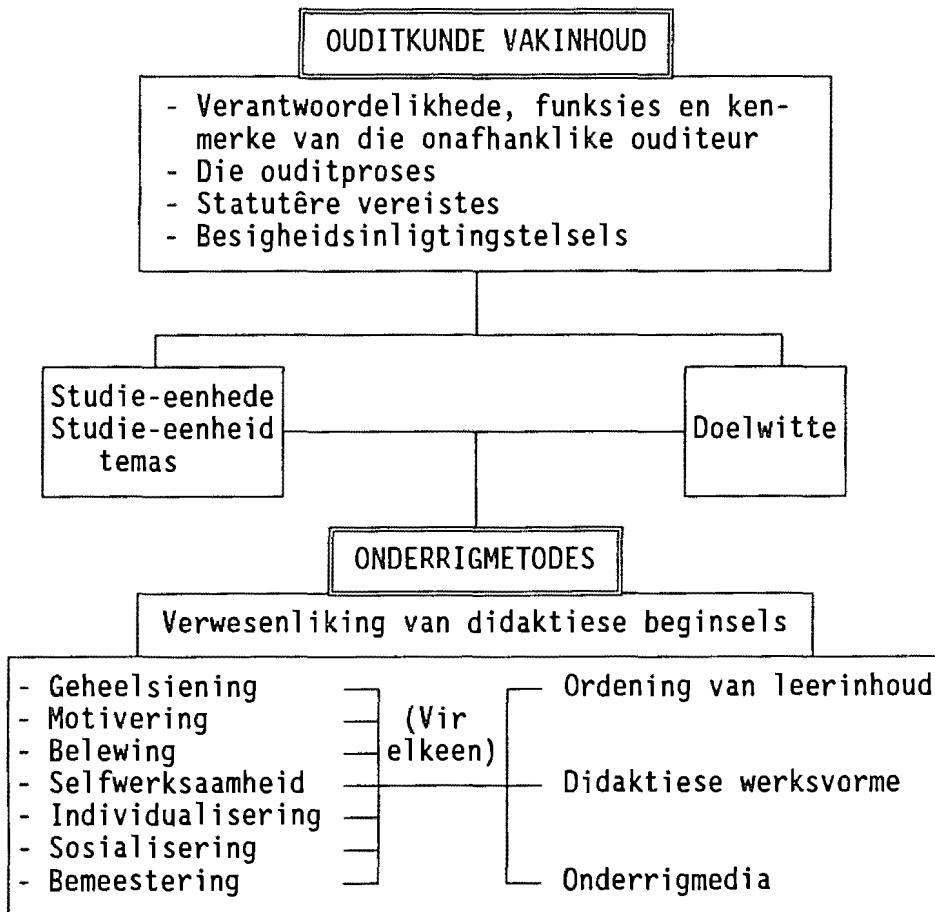 OUDITKUNDE VAKINHOUD
- Verantwoordelikhede, funksies en ken-
merke van die onafhanklike ouditeur
- Die ouditproses
- Statutêre vereistes
- Besigheidsinligtingstelsels
Studie-eenhede
Studie-eenheid
temas
Doelwitte
ONDERRIGMETODES
Verwesenliking van didaktiese beginsels
- Geheelsiening
- Motivering
- Belewing
- Selfwerksaamheid
- Individualisering
- Sosialisering
- Bemeestering
(Vir
elkeen)
Ordening van leerinhoud
Didaktiese werksvorme
Onderrigmedia